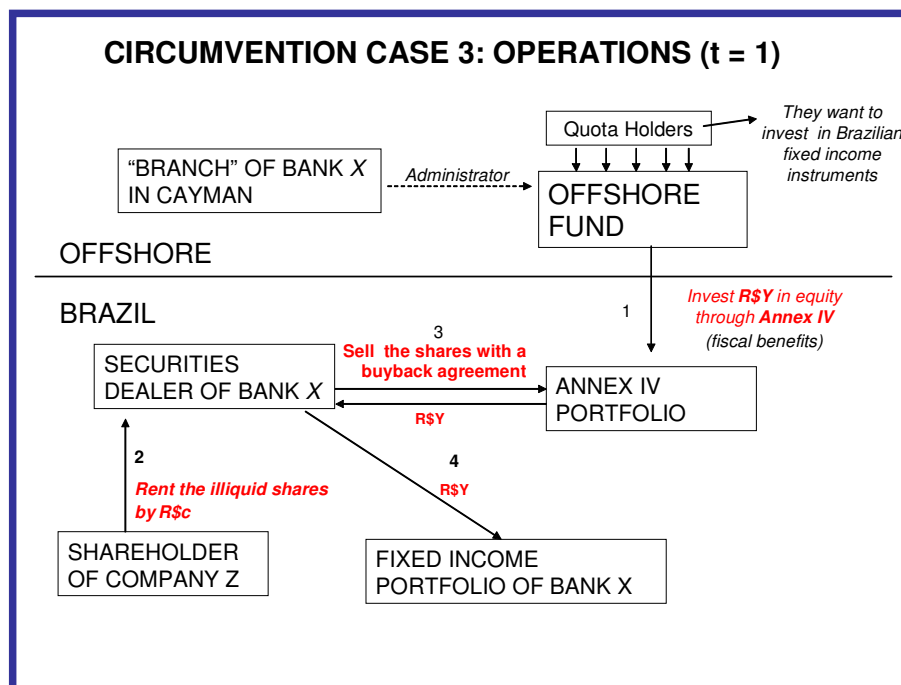 CIRCUMVENTION CASE 3: OPERATIONS (t = 1)
Quota Holders
They want to
invest in Brazilian
fixed income
instruments
"BRANCH" OF BANK X
IN CAYMAN
Administrator
OFFSHORE
FUND
OFFSHORE
BRAZIL
1
Invest R$Y in equity
through Annex IV
(fiscal benefits)
3
Sell the shares with a
buyback agreement
SECURITIES
DEALER OF BANK X
ANNEX IV
PORTFOLIO
R$Y
2
Rent the illiquid shares
by R$c
4
R$Y
SHAREHOLDER
OF COMPANY Z
FIXED INCOME
PORTFOLIO OF BANK X